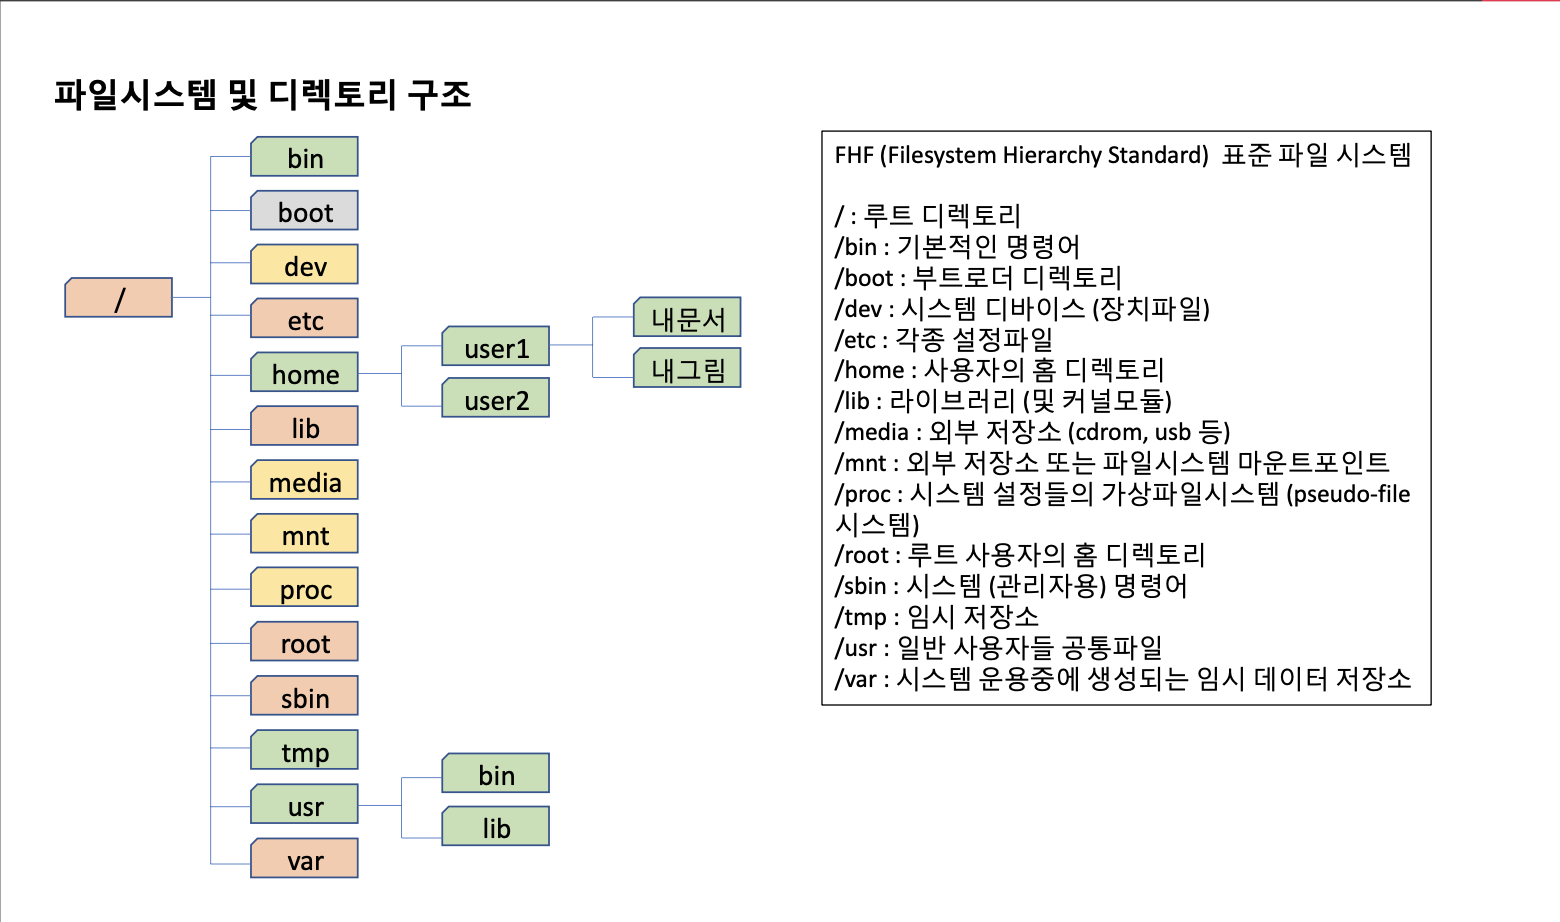 파일시스템 및 디렉토리 구조
/
bin
boot
dev
etc
home
lib
media
mnt
proc
root
sbin
tmp
usr
var
user1
user2
내문서
내그림
bin
lib
FHF (Filesystem Hierarchy Standard) 표준 파일 시스템
/ : 루트 디렉토리
/bin : 기본적인 명령어
/boot : 부트로더 디렉토리
/dev : 시스템 디바이스 (장치파일)
/etc : 각종 설정파일
/home : 사용자의 홈 디렉토리
/lib : 라이브러리 (및 커널모듈)
/media : 외부 저장소 (cdrom, usb 등)
/mnt : 외부 저장소 또는 파일시스템 마운트포인트
/proc : 시스템 설정들의 가상파일시스템 (pseudo-file
시스템)
/root : 루트 사용자의 홈 디렉토리
/sbin : 시스템 (관리자용) 명령어
/tmp : 임시 저장소
/usr : 일반 사용자들 공통파일
/var : 시스템 운용중에 생성되는 임시 데이터 저장소